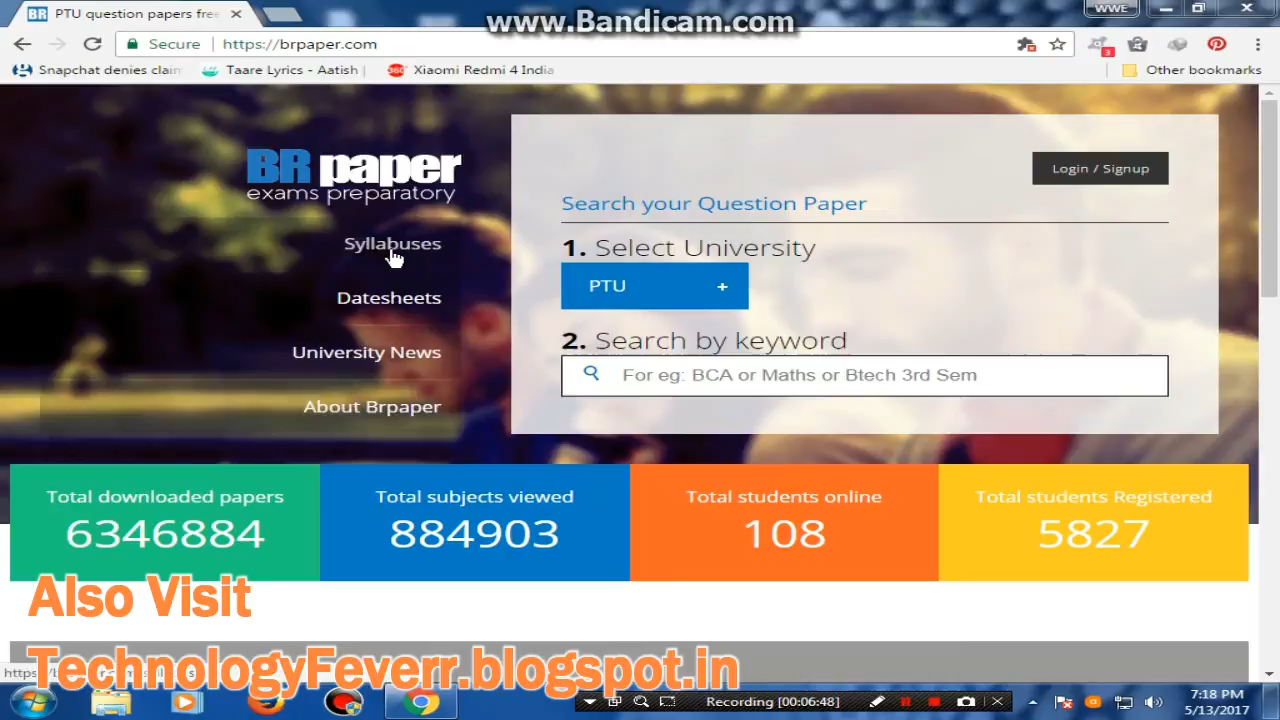 PTU question papers free
www.Bandicam.com
WWE
Secure
https://brpaper.com
3
Snapchat denies clain
Taare Lyrics - Aatish
360° Xiaomi Redmi 4 India
Other bookmarks
BR paper
exams preparatory
Syllabuses
Datesheets
University News
About Brpaper
Login / Signup
Search your Question Paper
1. Select University
PTU +
2. Search by keyword
For eg: BCA or Maths or Btech 3rd Sem
Total downloaded papers
6346884
Total subjects viewed
884903
Total students online
108
Total students Registered
5827
Also Visit
TechnologyFeverr.blogspot.in
Recording [00:06:48]
7:18 PM
5/13/2017